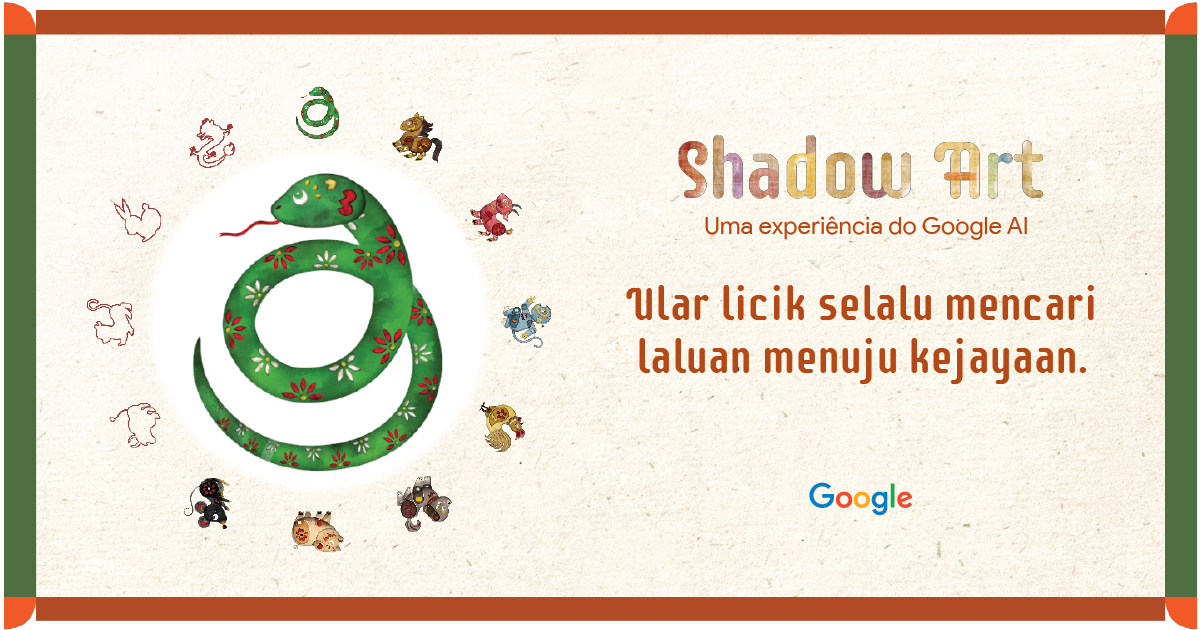 Shadow Art
Uma experiência do Google AI
Ular licik selalu mencari
laluan menuju kejayaan.
Google